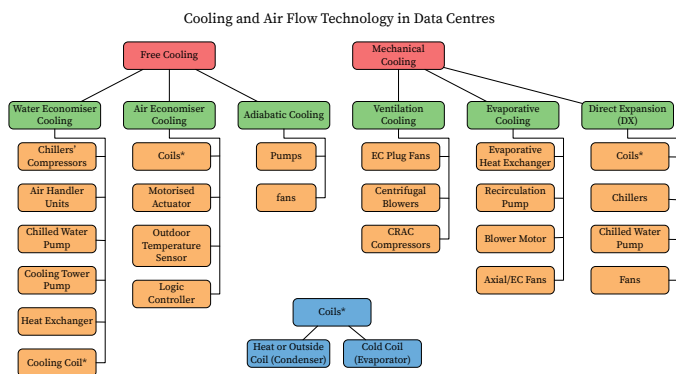 Cooling and Air Flow Technology in Data Centres
Free Cooling
Mechanical
Cooling
Water Economiser
Cooling
Air Economiser
Cooling
Adiabatic Cooling
Ventilation
Cooling
Evaporative
Cooling
Direct Expansion
(DX)
Chillers'
Compressors
Air Handler
Units
Chilled Water
Pump
Cooling Tower
Pump
Heat Exchanger
Cooling Coil*
Coils*
Motorised
Actuator
Outdoor
Temperature
Sensor
Logic
Controller
Pumps
fans
EC Plug Fans
Centrifugal
Blowers
CRAC
Compressors
Evaporative
Heat Exchanger
Recirculation
Pump
Blower Motor
Axial/EC Fans
Coils*
Chillers
Chilled Water
Pump
Fans
Coils*
Heat or Outside
Coil (Condenser)
Cold Coil
(Evaporator)